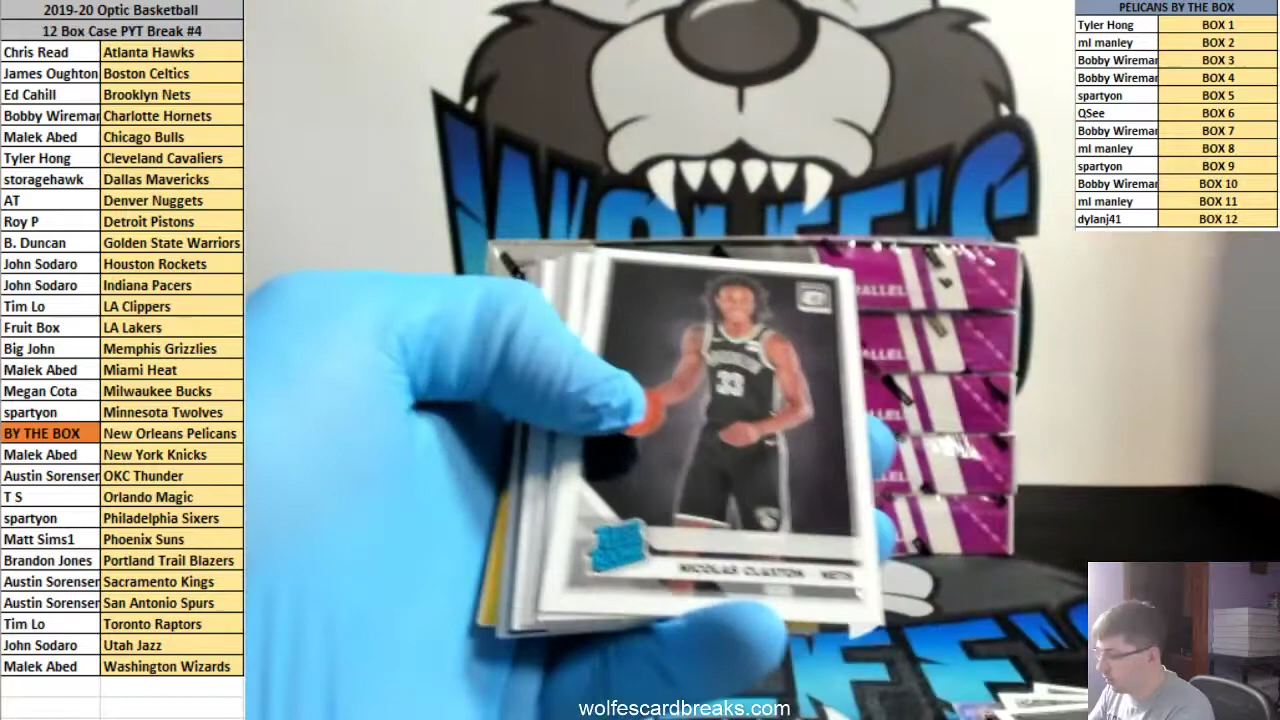 2019-20 Optic Basketball
12 Box Case PYT Break #4
Chris Read Atlanta Hawks
James Oughton Boston Celtics
Ed Cahill Brooklyn Nets
Bobby Wireman Charlotte Hornets
Malek Abed Chicago Bulls
Tyler Hong Cleveland Cavaliers
storagehawk Dallas Mavericks
AT Denver Nuggets
Roy P Detroit Pistons
B. Duncan Golden State Warriors
John Sodaro Houston Rockets
John Sodaro Indiana Pacers
Tim Lo LA Clippers
Fruit Box LA Lakers
Big John Memphis Grizzlies
Malek Abed Miami Heat
Megan Cota Milwaukee Bucks
spartyon Minnesota Twolves
BY THE BOX New Orleans Pelicans
Malek Abed New York Knicks
Austin Sorensen OKC Thunder
T S Orlando Magic
spartyon Philadelphia Sixers
Matt Sims1 Phoenix Suns
Brandon Jones Portland Trail Blazers
Austin Sorensen Sacramento Kings
Austin Sorensen San Antonio Spurs
Tim Lo Toronto Raptors
John Sodaro Utah Jazz
Malek Abed Washington Wizards
PELICANS BY THE BOX
Tyler Hong BOX 1
ml manley BOX 2
Bobby Wireman BOX 3
Bobby Wireman BOX 4
spartyon BOX 5
QSee BOX 6
Bobby Wireman BOX 7
ml manley BOX 8
spartyon BOX 9
Bobby Wireman BOX 10
ml manley BOX 11
dylanj41 BOX 12
WOLFE'S
33
NICOLAS CLAXTON NETS
wolfescardbreaks.com